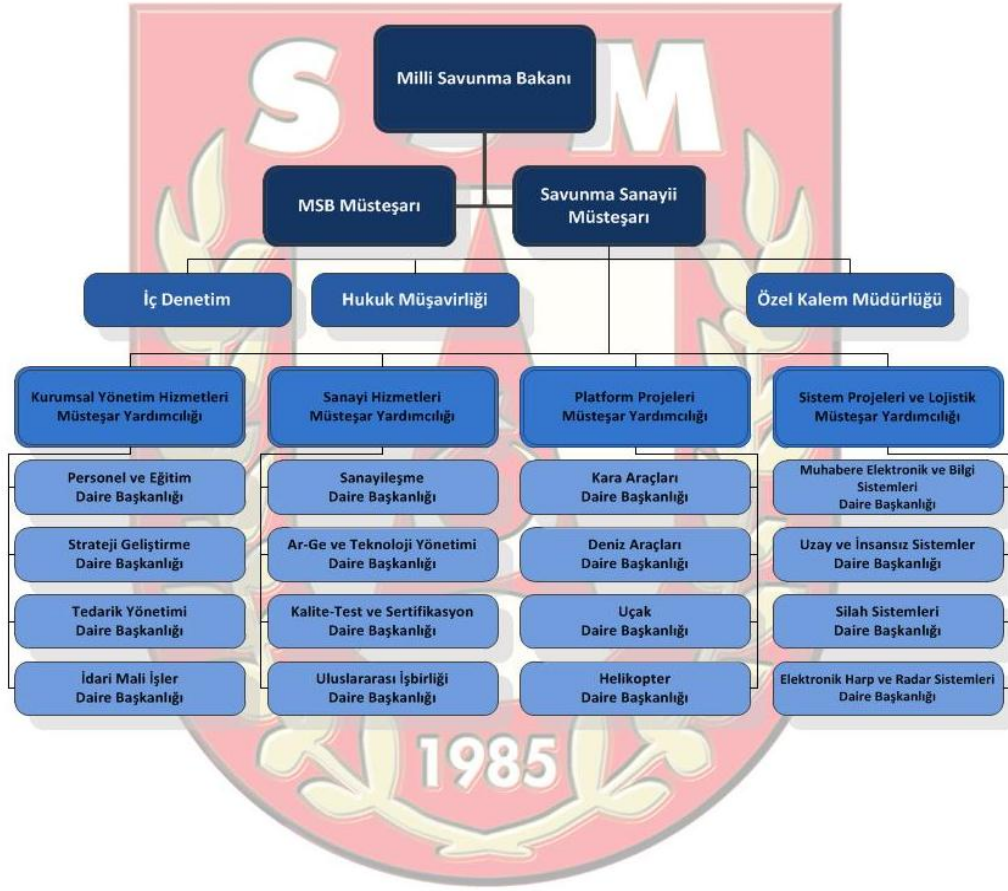 S S M
Milli Savunma Bakanı
MSB Müsteşarı
Savunma Sanayii
Müsteşarı
İç Denetim
Hukuk Müşavirliği
Özel Kalem Müdürlüğü
Kurumsal Yönetim Hizmetleri
Müsteşar Yardımcılığı
Personel ve Eğitim
Daire Başkanlığı
Strateji Geliştirme
Daire Başkanlığı
Tedarik Yönetimi
Daire Başkanlığı
İdari Mali İşler
Daire Başkanlığı
Sanayi Hizmetleri
Müsteşar Yardımcılığı
Sanayileşme
Daire Başkanlığı
Ar-Ge ve Teknoloji Yönetimi
Daire Başkanlığı
Kalite-Test ve Sertifikasyon
Daire Başkanlığı
Uluslararası İşbirliği
Daire Başkanlığı
Platform Projeleri
Müsteşar Yardımcılığı
Kara Araçları
Daire Başkanlığı
Deniz Araçları
Daire Başkanlığı
Uçak
Daire Başkanlığı
Helikopter
Daire Başkanlığı
Sistem Projeleri ve Lojistik
Müsteşar Yardımcılığı
Muhabere Elektronik ve Bilgi
Sistemleri
Daire Başkanlığı
Uzay ve İnsansız Sistemler
Daire Başkanlığı
Silah Sistemleri
Daire Başkanlığı
Elektronik Harp ve Radar Sistemleri
Daire Başkanlığı
1985